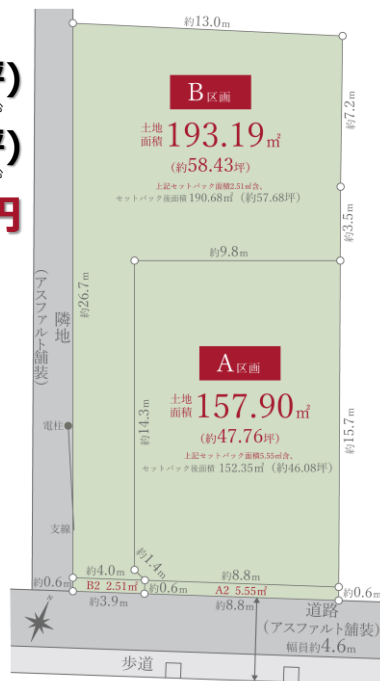 約13.0m
坪)
坪)
円
B区画
土地面積 193.19㎡
(約58.43坪)
上記セットバック面積2.51㎡含、
セットバック後面積 190.68㎡ (約57.68坪)
約7.2m
約3.5m
約9.8m
約26.7m
隣地
(アスファルト舗装)
A区画
土地面積 157.90㎡
(約47.76坪)
上記セットバック面積5.55㎡含、
セットバック後面積 152.35㎡ (約46.08坪)
約14.3m
約15.7m
電柱
支線
約1.4m
約4.0m
約8.8m
約0.6m
B2 2.51㎡
約0.6m
A2 5.55㎡
約0.6m
約3.9m
約8.8m
道路
(アスファルト舗装)
幅員約4.6m
N
歩道